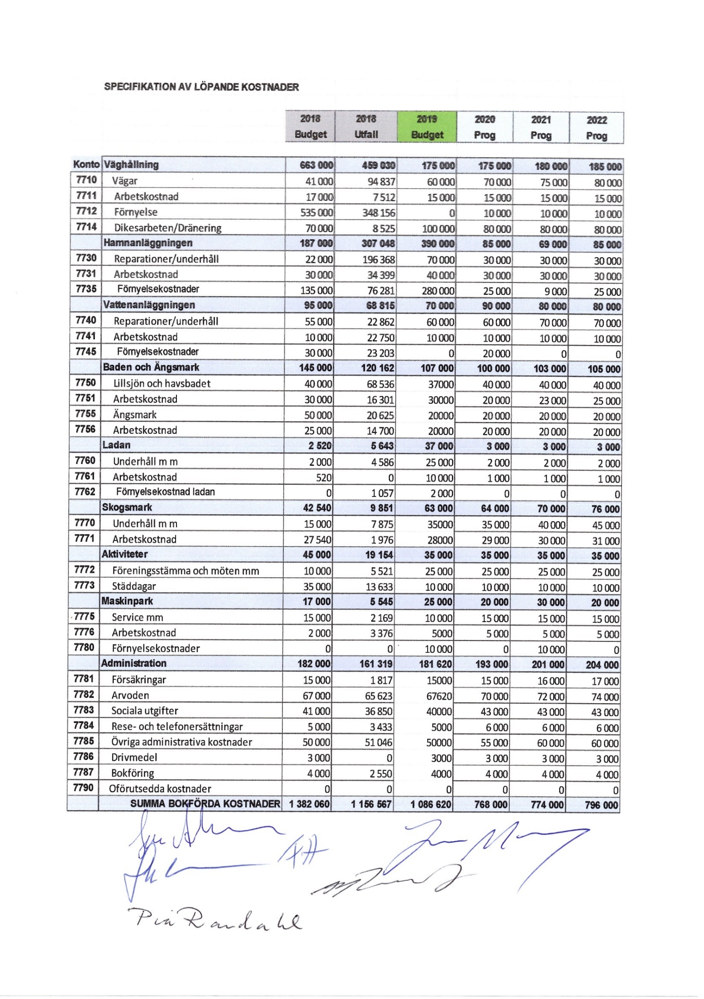 SPECIFIKATION AV LÖPANDE KOSTNADER
2018 2018 2019 2020 2021 2022
Budget Utfall Budget Prog Prog Prog
Konto Väghållning 663 000 459 030 175 000 175 000 180 000 185 000
7710 Vägar 41 000 94 837 60 000 70 000 75 000 80 000
7711 Arbetskostnad 17 000 7 512 15 000 15 000 15 000 15 000
7712 Förnyelse 535 000 348 156 0 10 000 10 000 10 000
7714 Dikesarbeten/Dränering 70 000 8 525 100 000 80 000 80 000 80 000
Hamnanläggningen 187 000 307 048 390 000 85 000 69 000 85 000
7730 Reparationer/underhåll 22 000 196 368 70 000 30 000 30 000 30 000
7731 Arbetskostnad 30 000 34 399 40 000 30 000 30 000 30 000
7735 Förnyelsekostnader 135 000 76 281 280 000 25 000 9 000 25 000
Vattenanläggningen 95 000 68 815 70 000 90 000 80 000 80 000
7740 Reparationer/underhåll 55 000 22 862 60 000 60 000 70 000 70 000
7741 Arbetskostnad 10 000 22 750 10 000 10 000 10 000 10 000
7745 Förnyelsekostnader 30 000 23 203 0 20 000 0 0
Baden och Ängsmark 145 000 120 162 107 000 100 000 103 000 105 000
7750 Lillsjön och havsbadet 40 000 68 536 37000 40 000 40 000 40 000
7751 Arbetskostnad 30 000 16 301 30000 20 000 23 000 25 000
7755 Ängsmark 50 000 20 625 20000 20 000 20 000 20 000
7756 Arbetskostnad 25 000 14 700 20000 20 000 20 000 20 000
Ladan 2 520 5 643 37 000 3 000 3 000 3 000
7760 Underhåll m m 2 000 4 586 25 000 2 000 2 000 2 000
7761 Arbetskostnad 520 0 10 000 1 000 1 000 1 000
7762 Förnyelsekostnad ladan 0 1 057 2 000 0 0 0
Skogsmark 42 540 9 851 63 000 64 000 70 000 76 000
7770 Underhåll m m 15 000 7 875 35000 35 000 40 000 45 000
7771 Arbetskostnad 27 540 1 976 28000 29 000 30 000 31 000
Aktiviteter 45 000 19 154 35 000 35 000 35 000 35 000
7772 Föreningsstämma och möten mm 10 000 5 521 25 000 25 000 25 000 25 000
7773 Städdagar 35 000 13 633 10 000 10 000 10 000 10 000
Maskinpark 17 000 5 545 25 000 20 000 30 000 20 000
7775 Service mm 15 000 2 169 10 000 15 000 15 000 15 000
7776 Arbetskostnad 2 000 3 376 5000 5 000 5 000 5 000
7780 Förnyelsekostnader 0 0 10 000 0 10 000 0
Administration 182 000 161 319 181 620 193 000 201 000 204 000
7781 Försäkringar 15 000 1 817 15000 15 000 16 000 17 000
7782 Arvoden 67 000 65 623 67620 70 000 72 000 74 000
7783 Sociala utgifter 41 000 36 850 40000 43 000 43 000 43 000
7784 Rese- och telefonersättningar 5 000 3 433 5000 6 000 6 000 6 000
7785 Övriga administrativa kostnader 50 000 51 046 50000 55 000 60 000 60 000
7786 Drivmedel 3 000 0 3000 3 000 3 000 3 000
7787 Bokföring 4 000 2 550 4000 4 000 4 000 4 000
7790 Oförutsedda kostnader 0 0 0 0 0 0
SUMMA BOKFÖRDA KOSTNADER 1 382 060 1 156 567 1 086 620 768 000 774 000 796 000
Pia Randahl